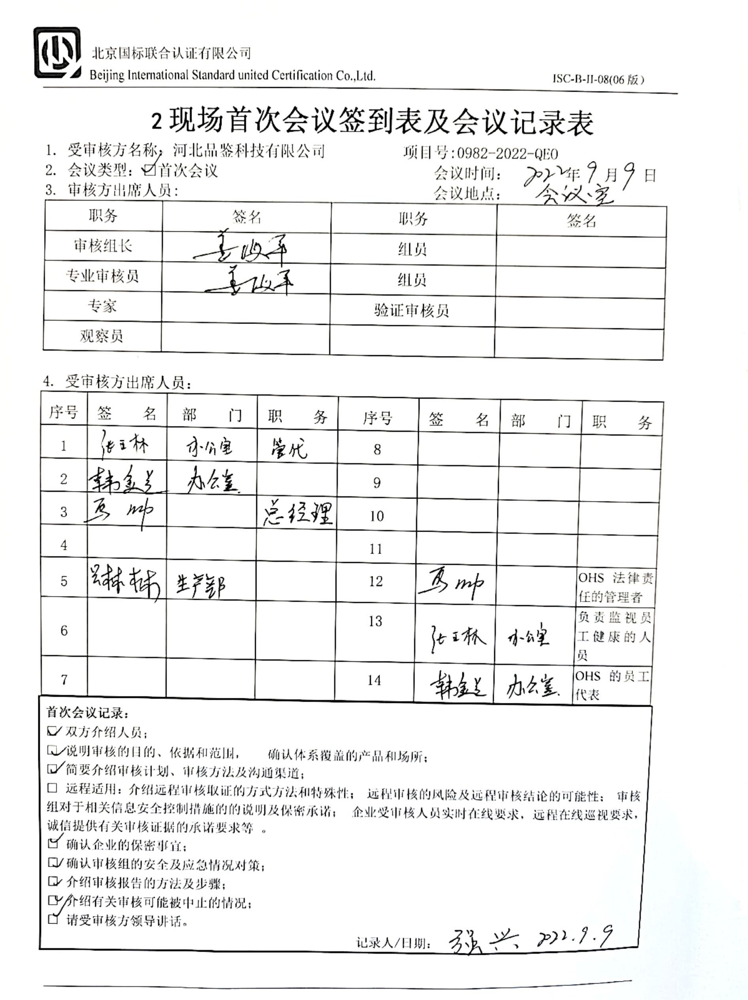 北京国标联合认证有限公司
Beijing International Standard united Certification Co.,Ltd.
ISC-B-II-08(06 版)
2 现场首次会议签到表及会议记录表
1. 受审核方名称：河北品鉴科技有限公司 项目号:0982-2022-QEO
2. 会议类型：☑首次会议 会议时间： 2022年 9 月 9 日
3. 审核方出席人员： 会议地点： 会议室
职务 签名 职务 签名
审核组长 组员
专业审核员 组员
专家 验证审核员
观察员
4. 受审核方出席人员：
序号 签 名 部 门 职 务 序号 签 名 部 门 职 务
1 张玉林 办公室 管代 8
2 办公室 9
3 马帅 总经理 10
4 11
5 生产部 12 马帅 OHS 法律责
任的管理者
6 13 张玉林 办公室 负责监视员
工健康的人
员
7 14 办公室 OHS 的员工
代表
首次会议记录：
☑ 双方介绍人员；
☑说明审核的目的、依据和范围， 确认体系覆盖的产品和场所；
☑简要介绍审核计划、审核方法及沟通渠道；
□ 远程适用：介绍远程审核取证的方式方法和特殊性； 远程审核的风险及远程审核结论的可能性； 审核
组对于相关信息安全控制措施的的说明及保密承诺； 企业受审核人员实时在线要求，远程在线巡视要求，
诚信提供有关审核证据的承诺要求等 。
☑ 确认企业的保密事宜；
☑确认审核组的安全及应急情况对策；
☑ 介绍审核报告的方法及步骤；
☑介绍有关审核可能被中止的情况；
☑ 请受审核方领导讲话。
记录人/日期： 强兴 2022.9.9